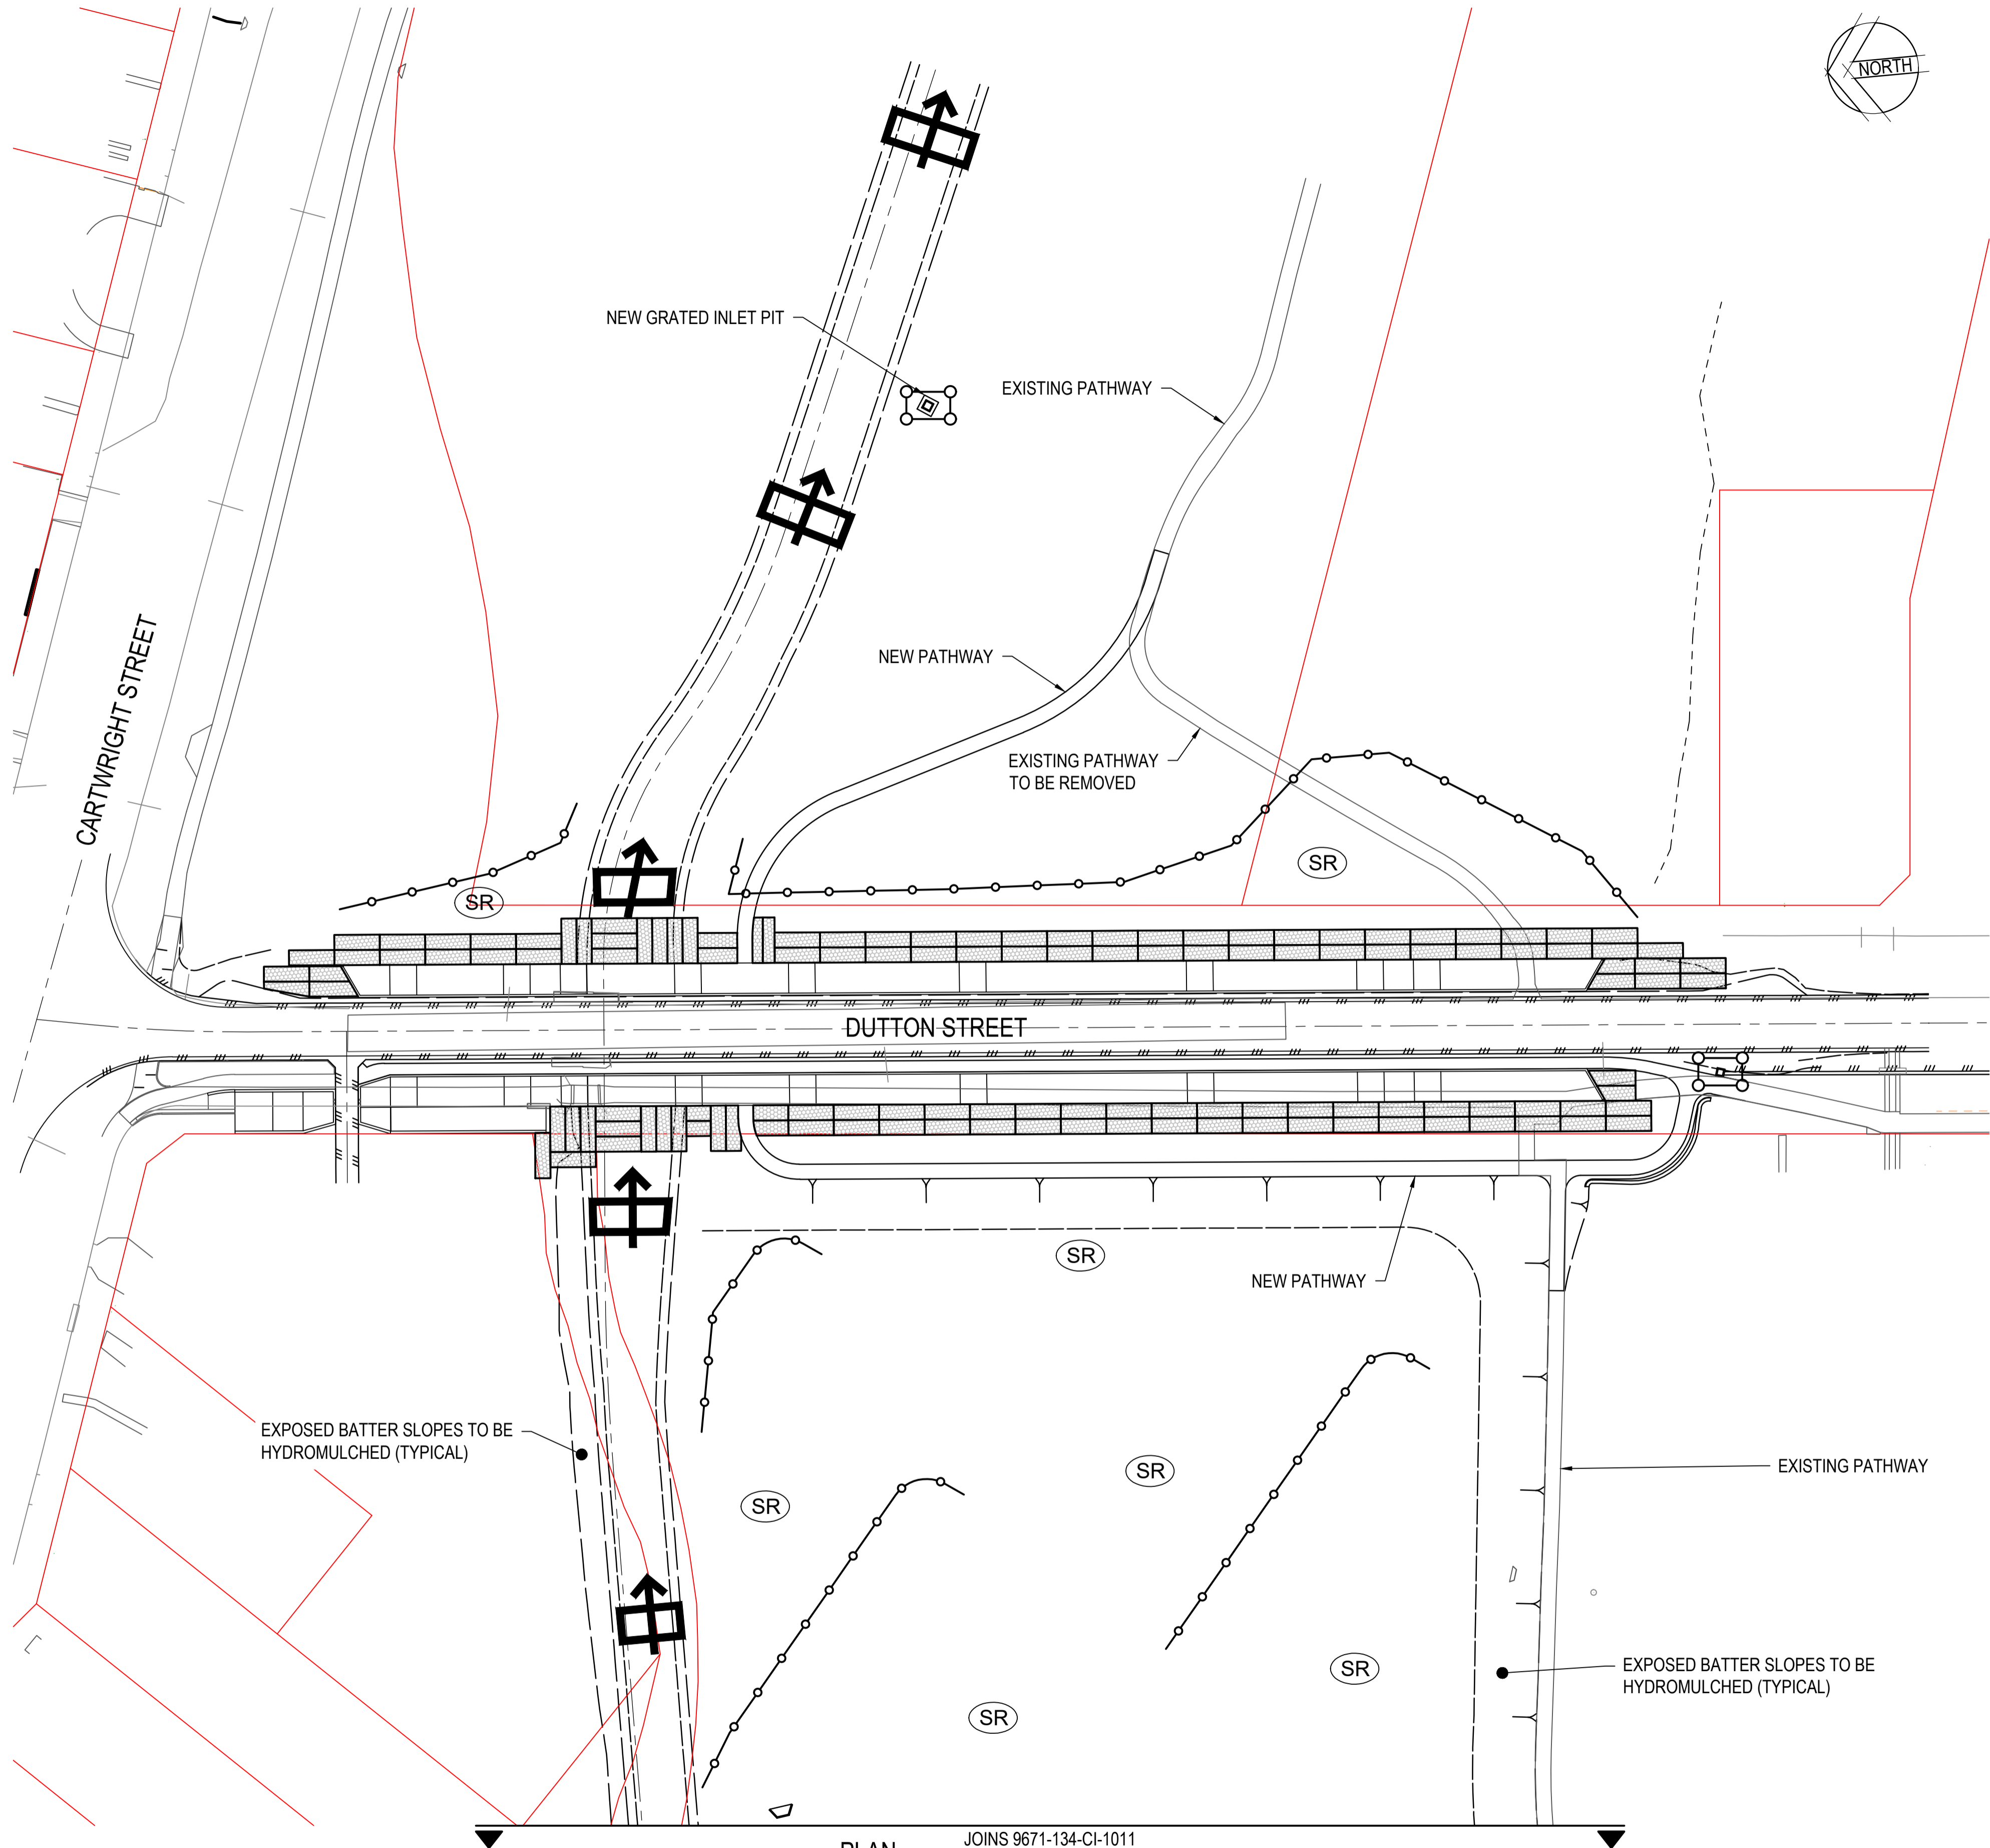 NORTH
NEW GRATED INLET PIT
EXISTING PATHWAY
CARTWRIGHT STREET
NEW PATHWAY
EXISTING PATHWAY
TO BE REMOVED
SR
SR
DUTTON STREET
SR
NEW PATHWAY
EXPOSED BATTER SLOPES TO BE
HYDROMULCHED (TYPICAL)
SR
EXISTING PATHWAY
SR
SR
EXPOSED BATTER SLOPES TO BE
HYDROMULCHED (TYPICAL)
SR
JOINS 9671-134-CI-1011
PLAN